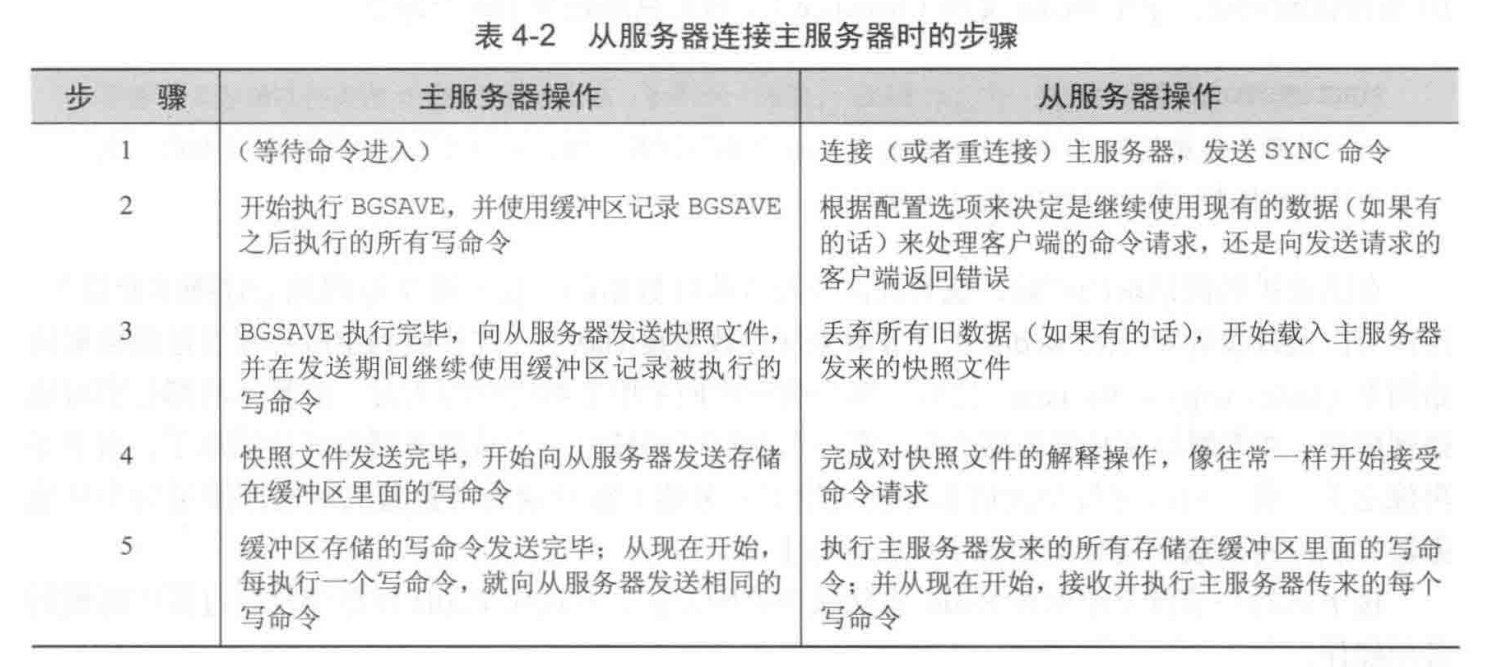 表 4-2 从服务器连接主服务器时的步骤
步 骤 主服务器操作 从服务器操作
1 （等待命令进入） 连接（或者重连接）主服务器，发送 SYNC 命令
2 开始执行 BGSAVE，并使用缓冲区记录 BGSAVE
之后执行的所有写命令
根据配置选项来决定是继续使用现有的数据（如果有
的话）来处理客户端的命令请求，还是向发送请求的
客户端返回错误
3 BGSAVE 执行完毕，向从服务器发送快照文件，
并在发送期间继续使用缓冲区记录被执行的
写命令
丢弃所有旧数据（如果有的话），开始载入主服务器
发来的快照文件
4 快照文件发送完毕，开始向从服务器发送存储
在缓冲区里面的写命令
完成对快照文件的解释操作，像往常一样开始接受
命令请求
5 缓冲区存储的写命令发送完毕；从现在开始，
每执行一个写命令，就向从服务器发送相同的
写命令
执行主服务器发来的所有存储在缓冲区里面的写命
令；并从现在开始，接收并执行主服务器传来的每个
写命令